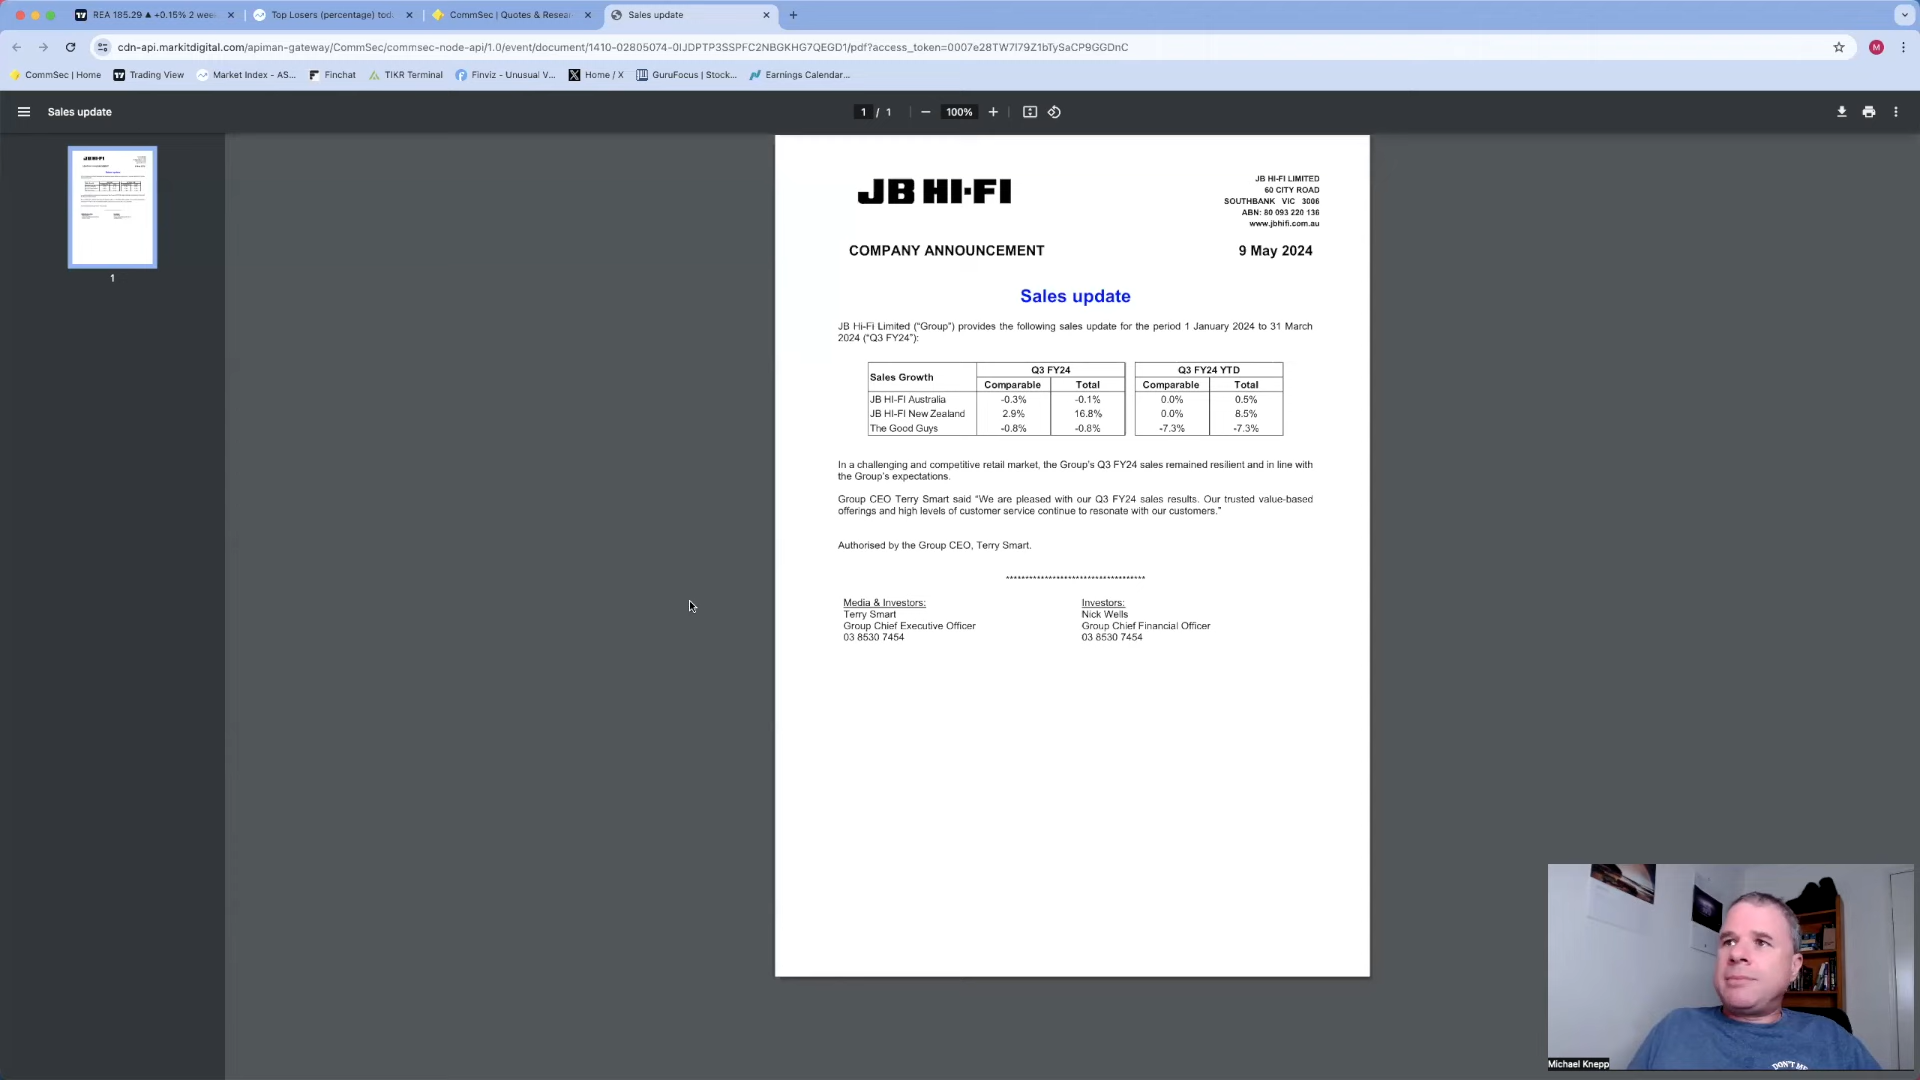 REA 185.29 ▲ +0.15% 2 wee
Top Losers (percentage) tod
CommSec | Quotes & Resear
Sales update
cdn-api.markitdigital.com/apiman-gateway/CommSec/commsec-node-api/1.0/event/document/1410-02805074-0IJDPTP3SSPFC2NBGKHG7QEGD1/pdf?access_token=0007e28TW7I79Z1bTySaCP9GGDnC
M
CommSec | Home
Trading View
Market Index - AS...
Finchat
TIKR Terminal
Finviz - Unusual V...
Home / X
GuruFocus | Stock...
Earnings Calendar...
Sales update
1 / 1
100%
1
JB HI-FI
JB HI-FI LIMITED
60 CITY ROAD
SOUTHBANK VIC 3006
ABN: 80 093 220 136
www.jbhifi.com.au
COMPANY ANNOUNCEMENT
9 May 2024
Sales update
JB Hi-Fi Limited (“Group”) provides the following sales update for the period 1 January 2024 to 31 March
2024 (“Q3 FY24”):
Sales Growth Q3 FY24 Q3 FY24 YTD
Comparable Total Comparable Total
JB HI-FI Australia -0.3% -0.1% 0.0% 0.5%
JB HI-FI New Zealand 2.9% 16.8% 0.0% 8.5%
The Good Guys -0.8% -0.8% -7.3% -7.3%
In a challenging and competitive retail market, the Group’s Q3 FY24 sales remained resilient and in line with
the Group’s expectations.
Group CEO Terry Smart said “We are pleased with our Q3 FY24 sales results. Our trusted value-based
offerings and high levels of customer service continue to resonate with our customers.”
Authorised by the Group CEO, Terry Smart.
***********************************
Media & Investors:
Terry Smart
Group Chief Executive Officer
03 8530 7454
Investors:
Nick Wells
Group Chief Financial Officer
03 8530 7454
Michael Knepp
DON'T ME